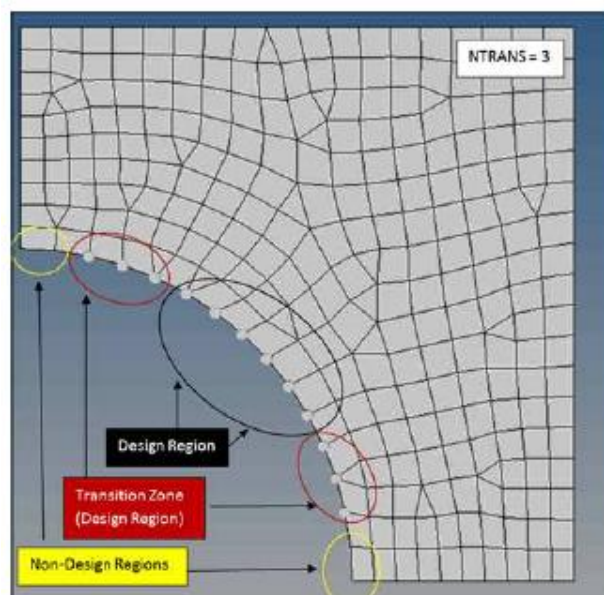 NTRANS = 3
Design Region
Transition Zone
(Design Region)
Non-Design Regions